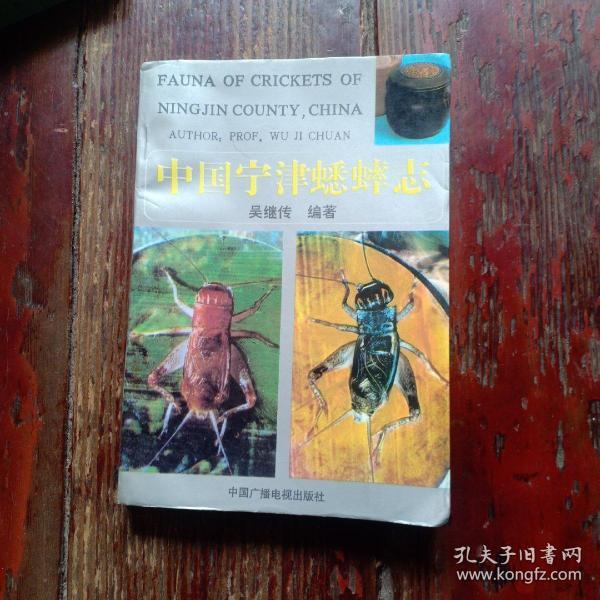 FAUNA OF CRICKETS OF
NINGJIN COUNTY, CHINA
AUTHOR: PROF. WU JI CHUAN
中国宁津蟋蟀志
吴继传 编著
中国广播电视出版社
孔夫子旧书网
www.kongfz.com